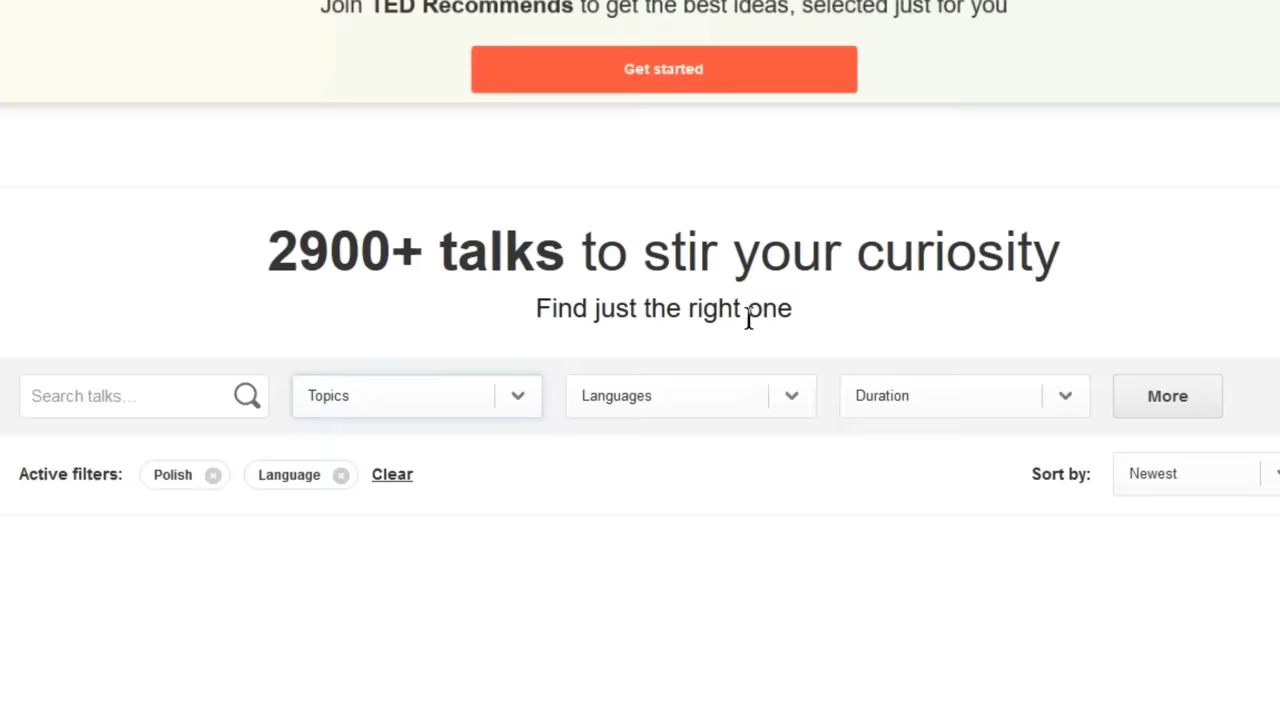 Join TED Recommends to get the best ideas, selected just for you
Get started
2900+ talks to stir your curiosity
Find just the right one
Search talks... Topics Languages Duration More
Active filters: Polish Language Clear Sort by: Newest